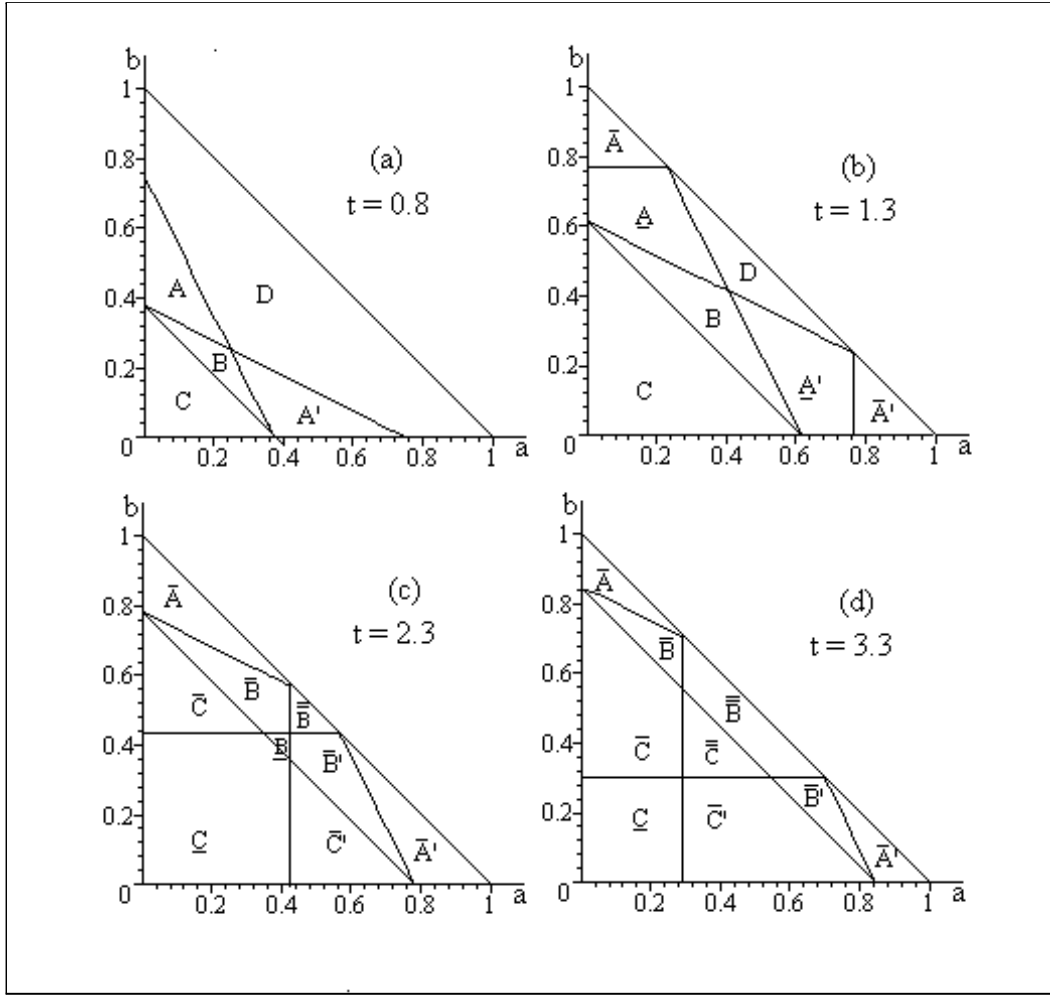 b
1
Ā
0.8
(a)
t = 0.8
0.6
0.4
A
D
B
0.2
C
A'
0
0.2
0.4
0.6
0.8
1
a
b
1
Ā
0.8
(b)
t = 1.3
A̲
0.6
D
0.4
B
0.2
C
A̲'
Ā'
0
0.2
0.4
0.6
0.8
1
a
b
1
Ā
0.8
(c)
t = 2.3
0.6
B̄
C̄
B̿
0.4
B̲
B̄'
0.2
C̲
C̄'
Ā'
0
0.2
0.4
0.6
0.8
1
a
b
1
Ā
0.8
(d)
t = 3.3
B̄
0.6
B̿
0.4
C̄
C̿
B̄'
0.2
C̲
C̄'
Ā'
0
0.2
0.4
0.6
0.8
1
a